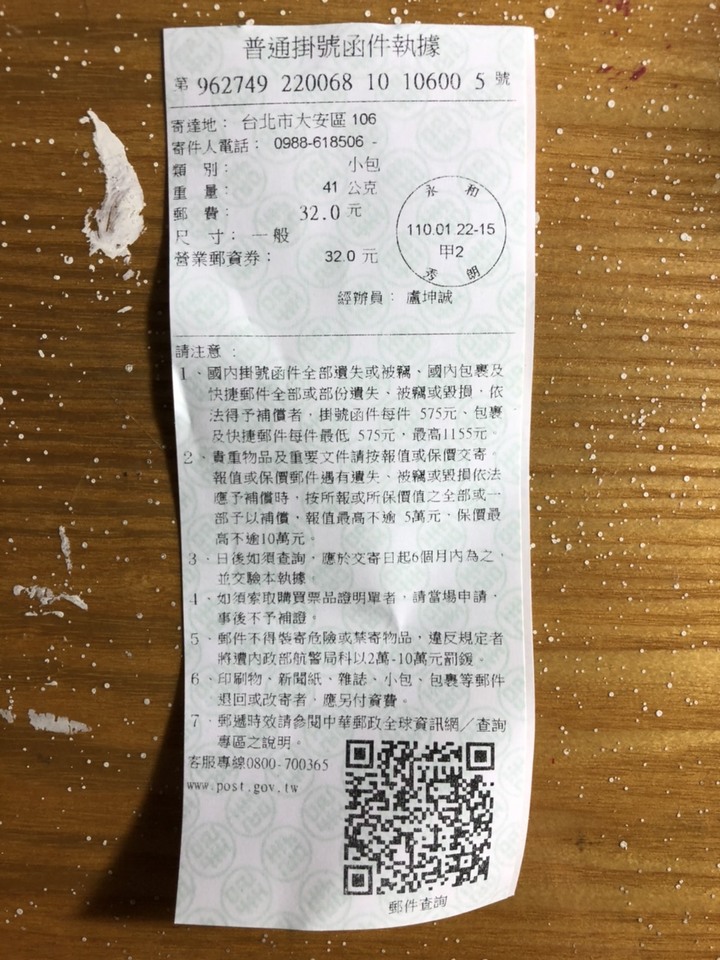 普通掛號函件執據
第 962749 220068 10 10600 5 號
寄達地： 台北市大安區 106
寄件人電話： 0988-618506 -
類 別： 小包
重 量： 41 公克
郵 費： 32.0 元
尺 寸：一般
營業郵資券： 32.0 元
永 和
110.01 22-15
甲2
秀 朗
經辦員： 盧坤誠
請注意：
1、國內掛號函件全部遺失或被竊、國內包裹及
快捷郵件全部或部份遺失、被竊或毀損，依
法得予補償者，掛號函件每件 575元、包裹
及快捷郵件每件最低 575元，最高1155元。
2、貴重物品及重要文件請按報值或保價交寄。
報值或保價郵件遇有遺失、被竊或毀損依法
應予補償時，按所報或所保價值之全部或一
部予以補償，報值最高不逾 5萬元，保價最
高不逾10萬元。
3、日後如須查詢，應於交寄日起6個月內為之，
並交驗本執據。
4、如須索取購買票品證明單者，請當場申請，
事後不予補證。
5、郵件不得裝寄危險或禁寄物品，違反規定者
將遭內政部航警局科以2萬-10萬元罰鍰。
6、印刷物、新聞紙、雜誌、小包、包裹等郵件
退回或改寄者，應另付資費。
7、郵遞時效請參閱中華郵政全球資訊網／查詢
專區之說明。
客服專線0800-700365
www.post.gov.tw
郵件查詢